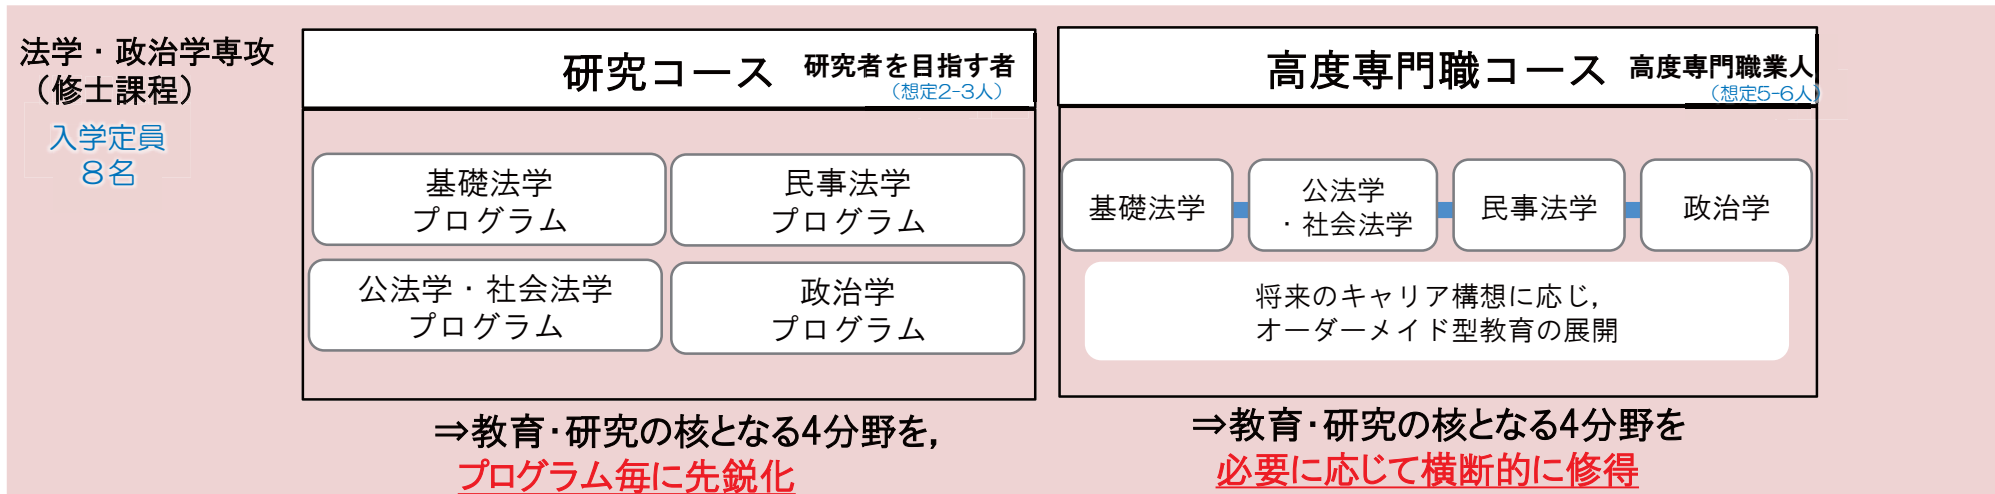 法学・政治学専攻
（修士課程）
入学定員
８名
研究コース 研究者を目指す者
（想定2-3人）
基礎法学
プログラム
民事法学
プログラム
公法学・社会法学
プログラム
政治学
プログラム
⇒教育・研究の核となる4分野を，
プログラム毎に先鋭化
高度専門職コース 高度専門職業人
（想定5-6人）
基礎法学
公法学
・社会法学
民事法学
政治学
将来のキャリア構想に応じ，
オーダーメイド型教育の展開
⇒教育・研究の核となる4分野を
必要に応じて横断的に修得